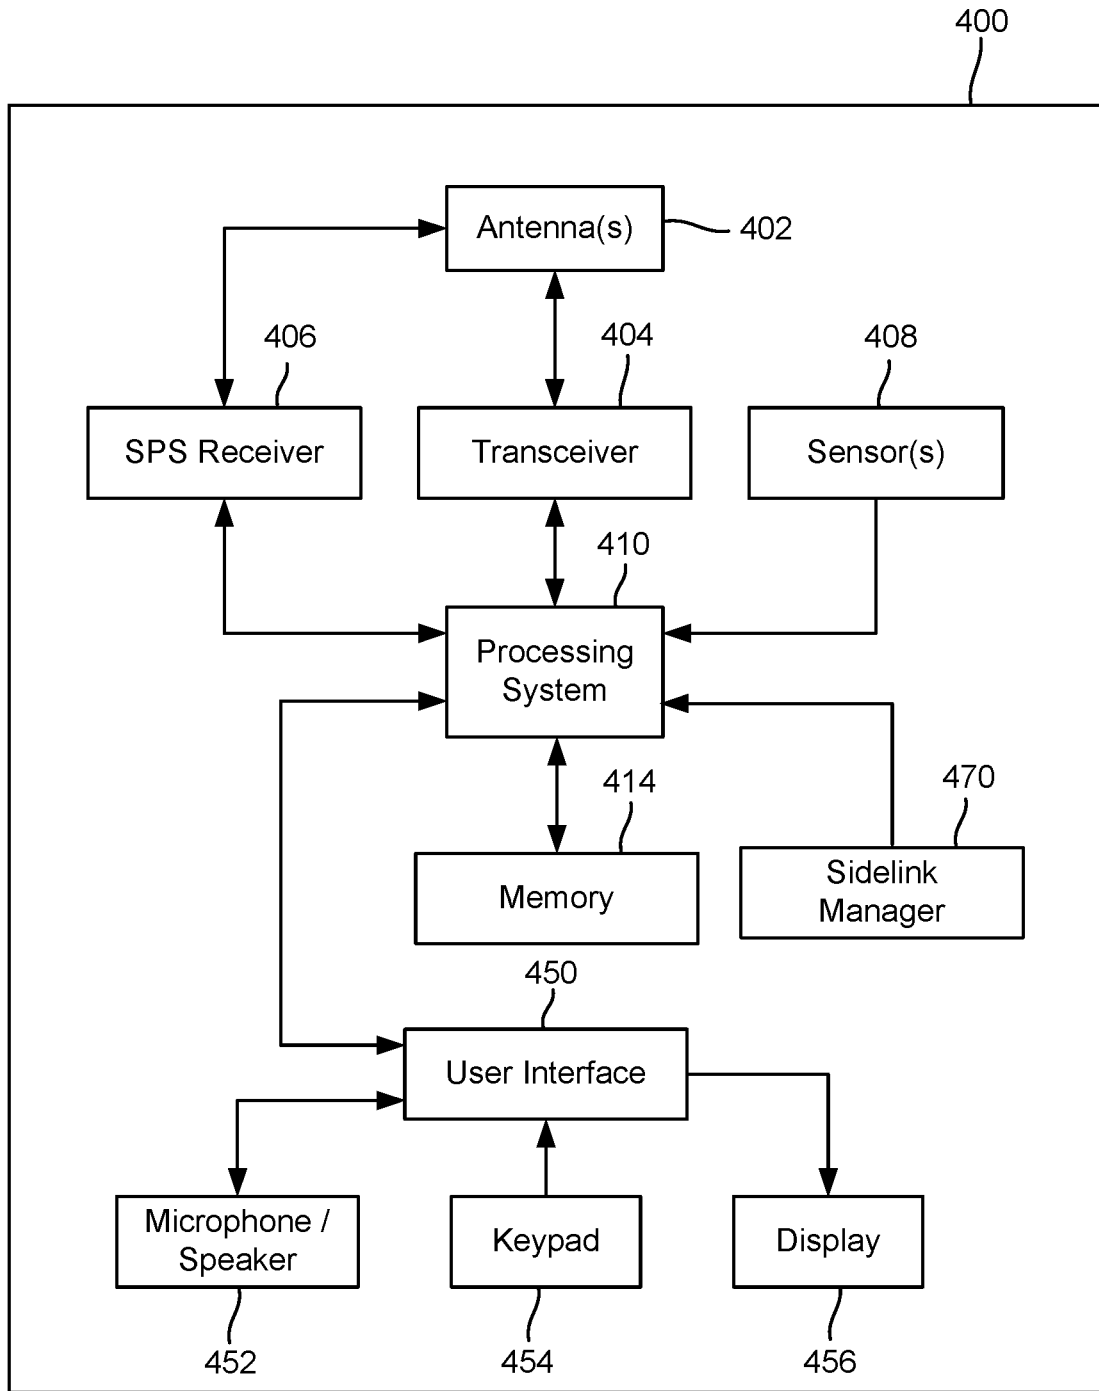 400
Antenna(s)
402
406
404
408
SPS Receiver
Transceiver
Sensor(s)
410
Processing
System
414
470
Memory
Sidelink
Manager
450
User Interface
Microphone /
Speaker
Keypad
Display
452
454
456